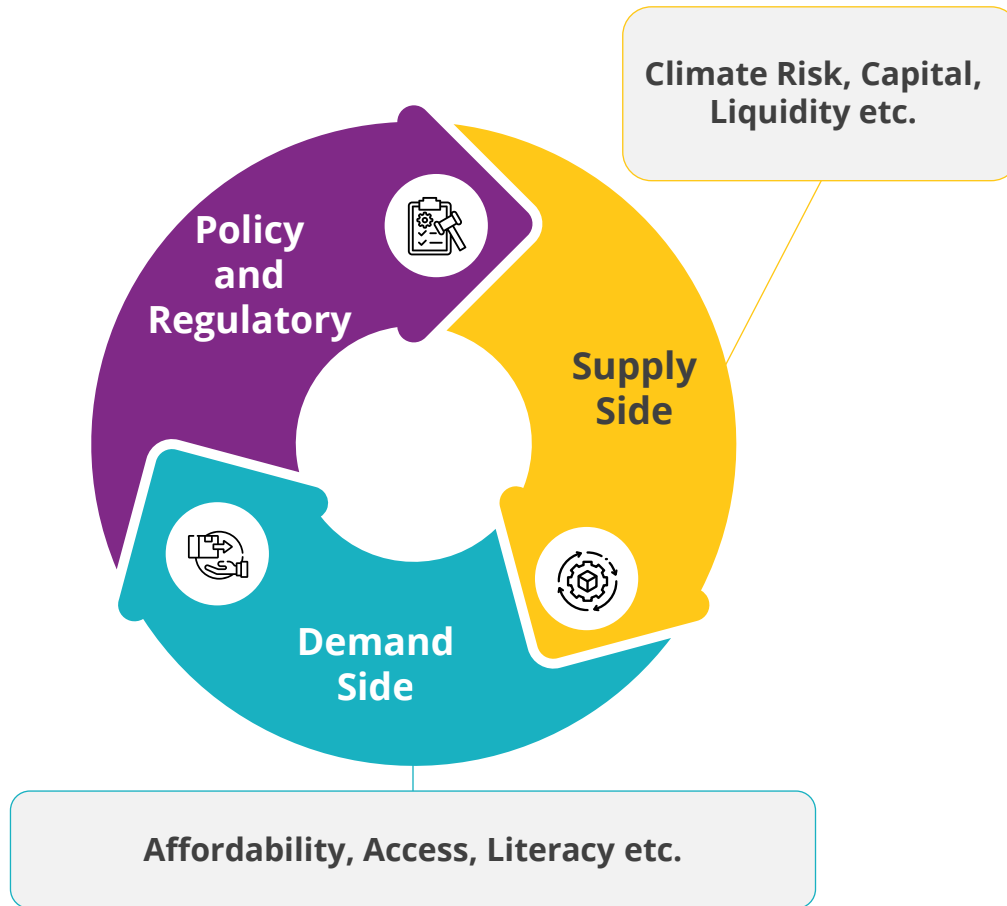 Climate Risk, Capital,
Liquidity etc.
Policy
and
Regulatory
Supply
Side
Demand
Side
Affordability, Access, Literacy etc.